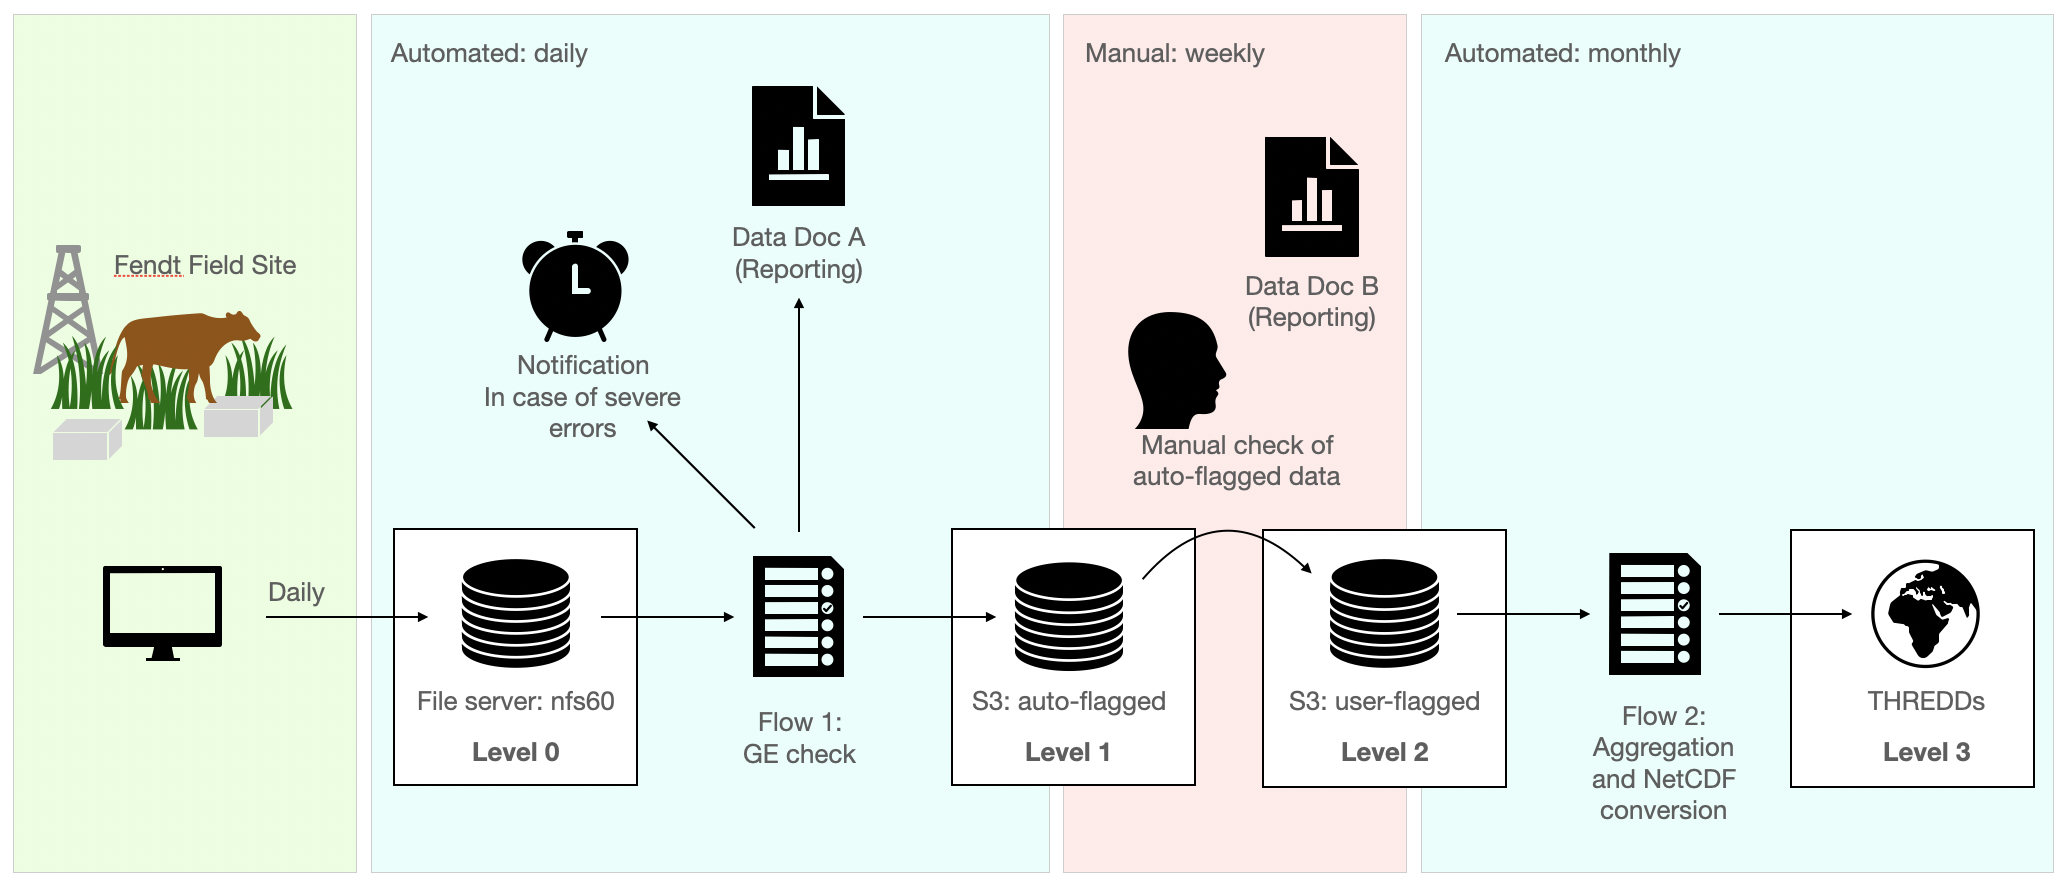 Automated: daily
Manual: weekly
Automated: monthly
Fendt Field Site
Data Doc A
(Reporting)
Data Doc B
(Reporting)
Notification
In case of severe
errors
Manual check of
auto-flagged data
Daily
File server: nfs60
Level 0
Flow 1:
GE check
S3: auto-flagged
Level 1
S3: user-flagged
Level 2
Flow 2:
Aggregation
and NetCDF
conversion
THREDDs
Level 3